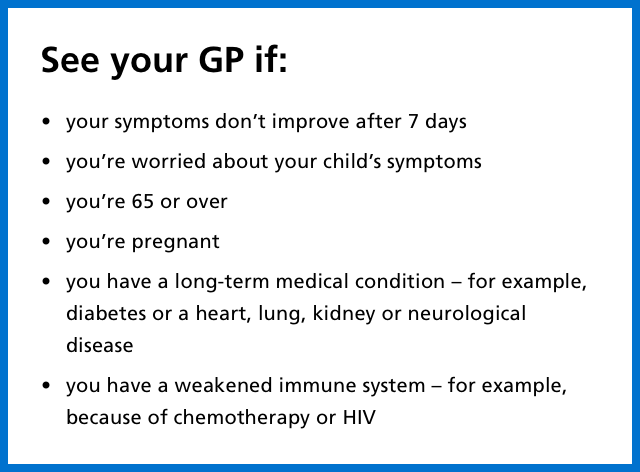 See your GP if:
• your symptoms don’t improve after 7 days
• you’re worried about your child’s symptoms
• you’re 65 or over
• you’re pregnant
• you have a long-term medical condition – for example,
diabetes or a heart, lung, kidney or neurological
disease
• you have a weakened immune system – for example,
because of chemotherapy or HIV